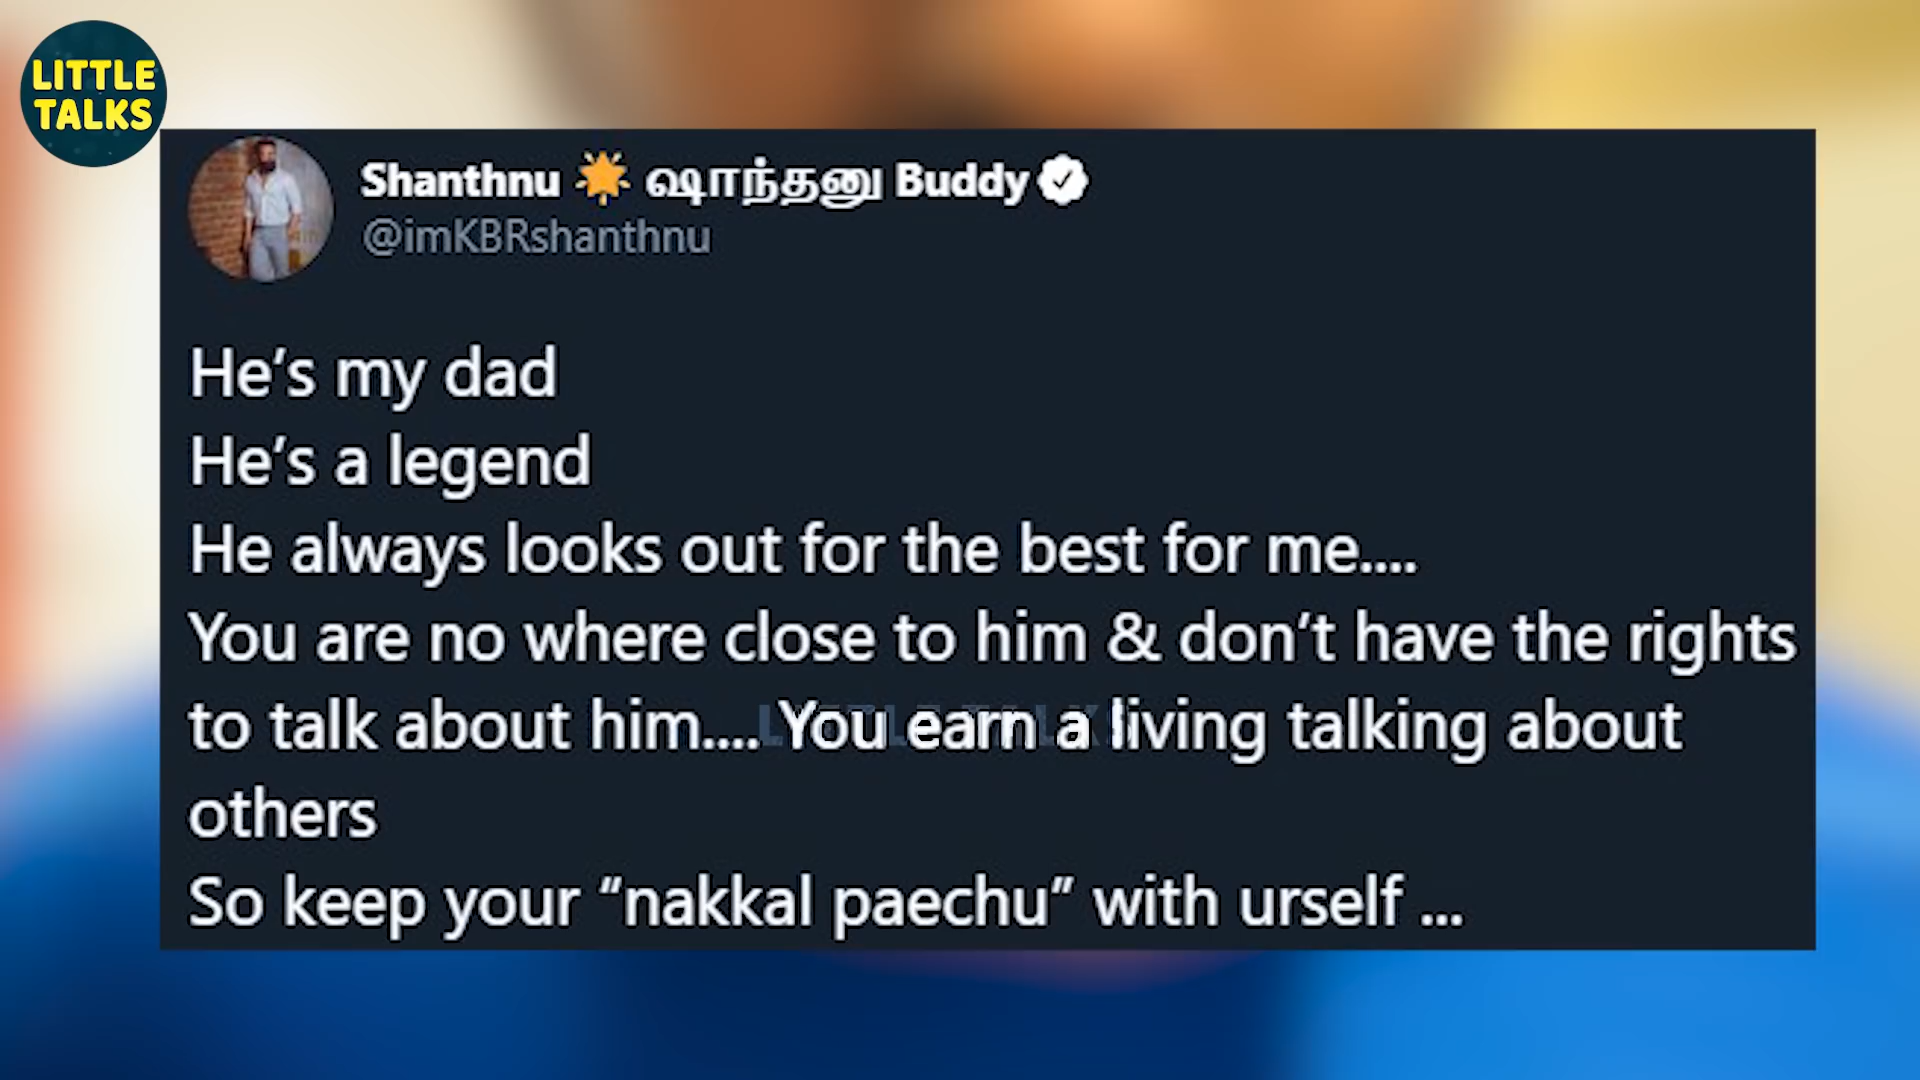 LITTLE
TALKS
Shanthnu 🌟 ஷாந்தனு Buddy
@imKBRshanthnu
He’s my dad
He’s a legend
He always looks out for the best for me....
You are no where close to him & don’t have the rights
to talk about him.... You earn a living talking about
others
So keep your “nakkal paechu” with urself ...
LITTLE TALKS